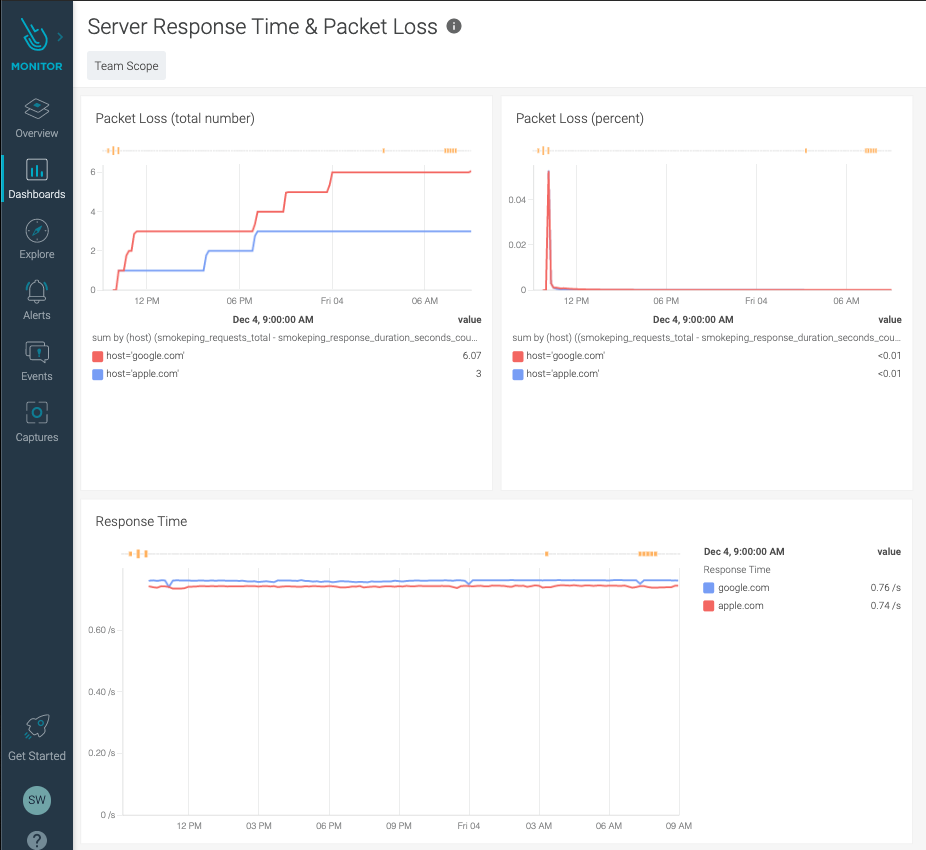 MONITOR
Overview
Dashboards
Explore
Alerts
Events
Captures
Get Started
SW
?
Server Response Time & Packet Loss i
Team Scope
Packet Loss (total number)
6
4
2
0
12 PM 06 PM Fri 04 06 AM
Dec 4, 9:00:00 AM value
sum by (host) (smokeping_requests_total - smokeping_response_duration_seconds_cou...
host='google.com' 6.07
host='apple.com' 3
Packet Loss (percent)
0.04
0.02
0
12 PM 06 PM Fri 04 06 AM
Dec 4, 9:00:00 AM value
sum by (host) ((smokeping_requests_total - smokeping_response_duration_seconds_cou...
host='google.com' <0.01
host='apple.com' <0.01
Response Time
0.60 /s
0.40 /s
0.20 /s
0 /s
12 PM 03 PM 06 PM 09 PM Fri 04 03 AM 06 AM 09 AM
Dec 4, 9:00:00 AM value
Response Time
google.com 0.76 /s
apple.com 0.74 /s